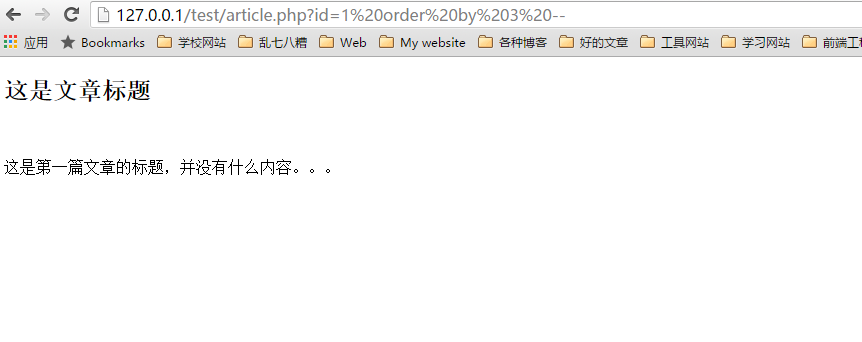 127.0.0.1/test/article.php?id=1%20order%20by%203%20--
应用 Bookmarks 学校网站 乱七八糟 Web My website 各种博客 好的文章 工具网站 学习网站 前端工程
这是文章标题
这是第一篇文章的标题，并没有什么内容。。。